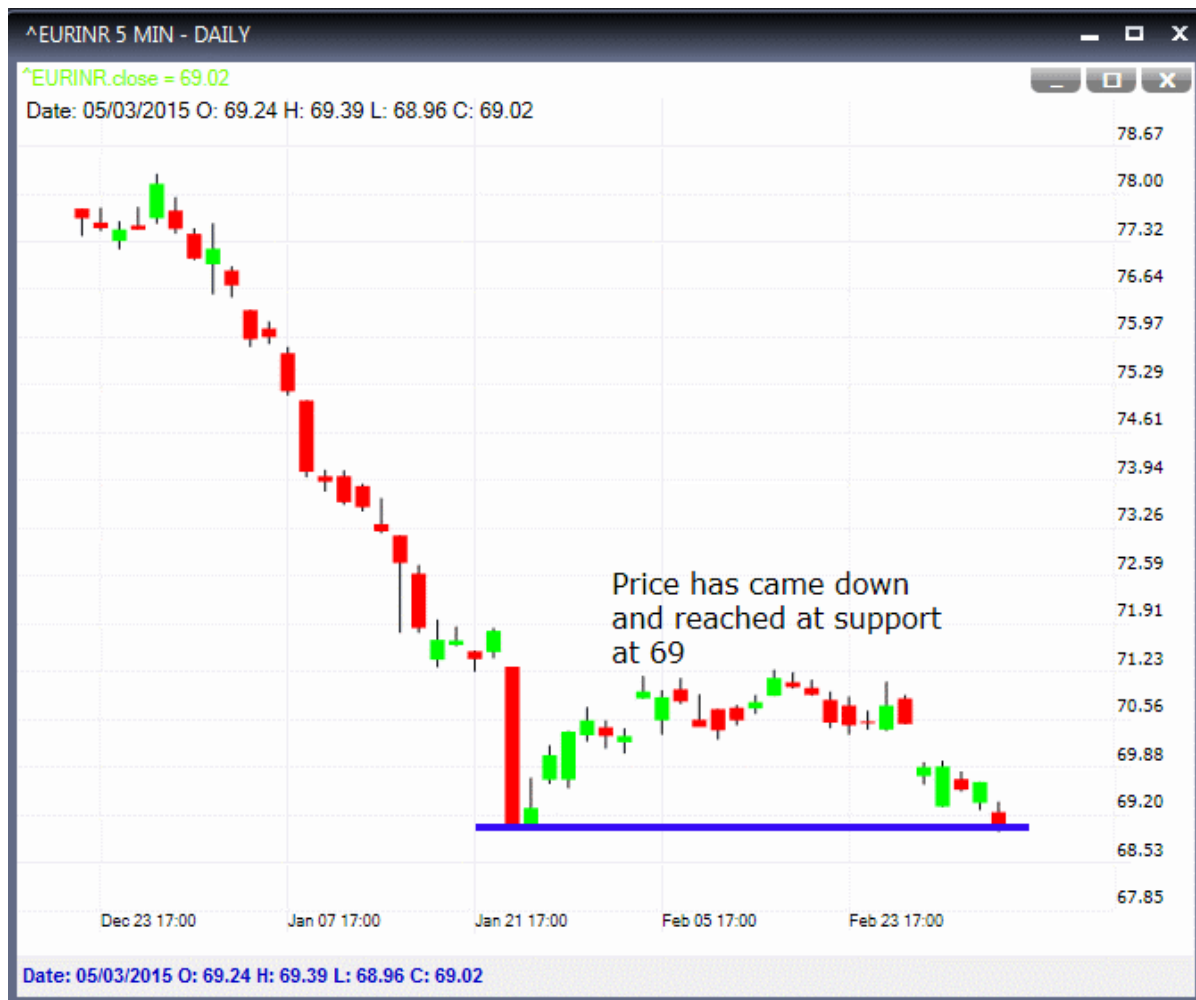 ^EURINR 5 MIN - DAILY
^EURINR.close = 69.02
Date: 05/03/2015 O: 69.24 H: 69.39 L: 68.96 C: 69.02
78.67
78.00
77.32
76.64
75.97
75.29
74.61
73.94
73.26
72.59
Price has came down
and reached at support
at 69
71.91
71.23
70.56
69.88
69.20
68.53
67.85
Dec 23 17:00 Jan 07 17:00 Jan 21 17:00 Feb 05 17:00 Feb 23 17:00
Date: 05/03/2015 O: 69.24 H: 69.39 L: 68.96 C: 69.02